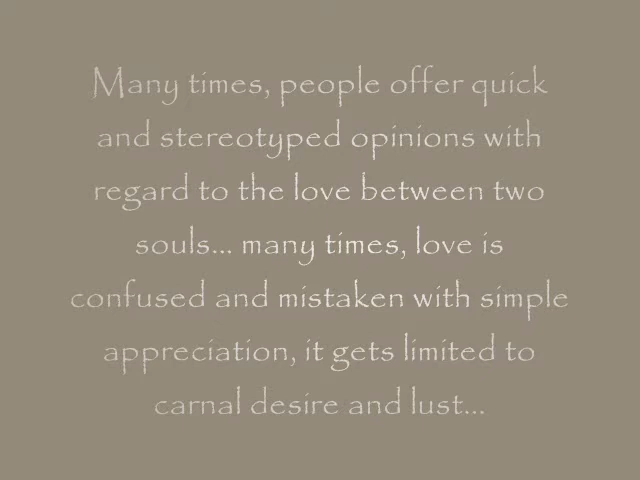 Many times, people offer quick
and stereotyped opinions with
regard to the love between two
souls... many times, love is
confused and mistaken with simple
appreciation, it gets limited to
carnal desire and lust...